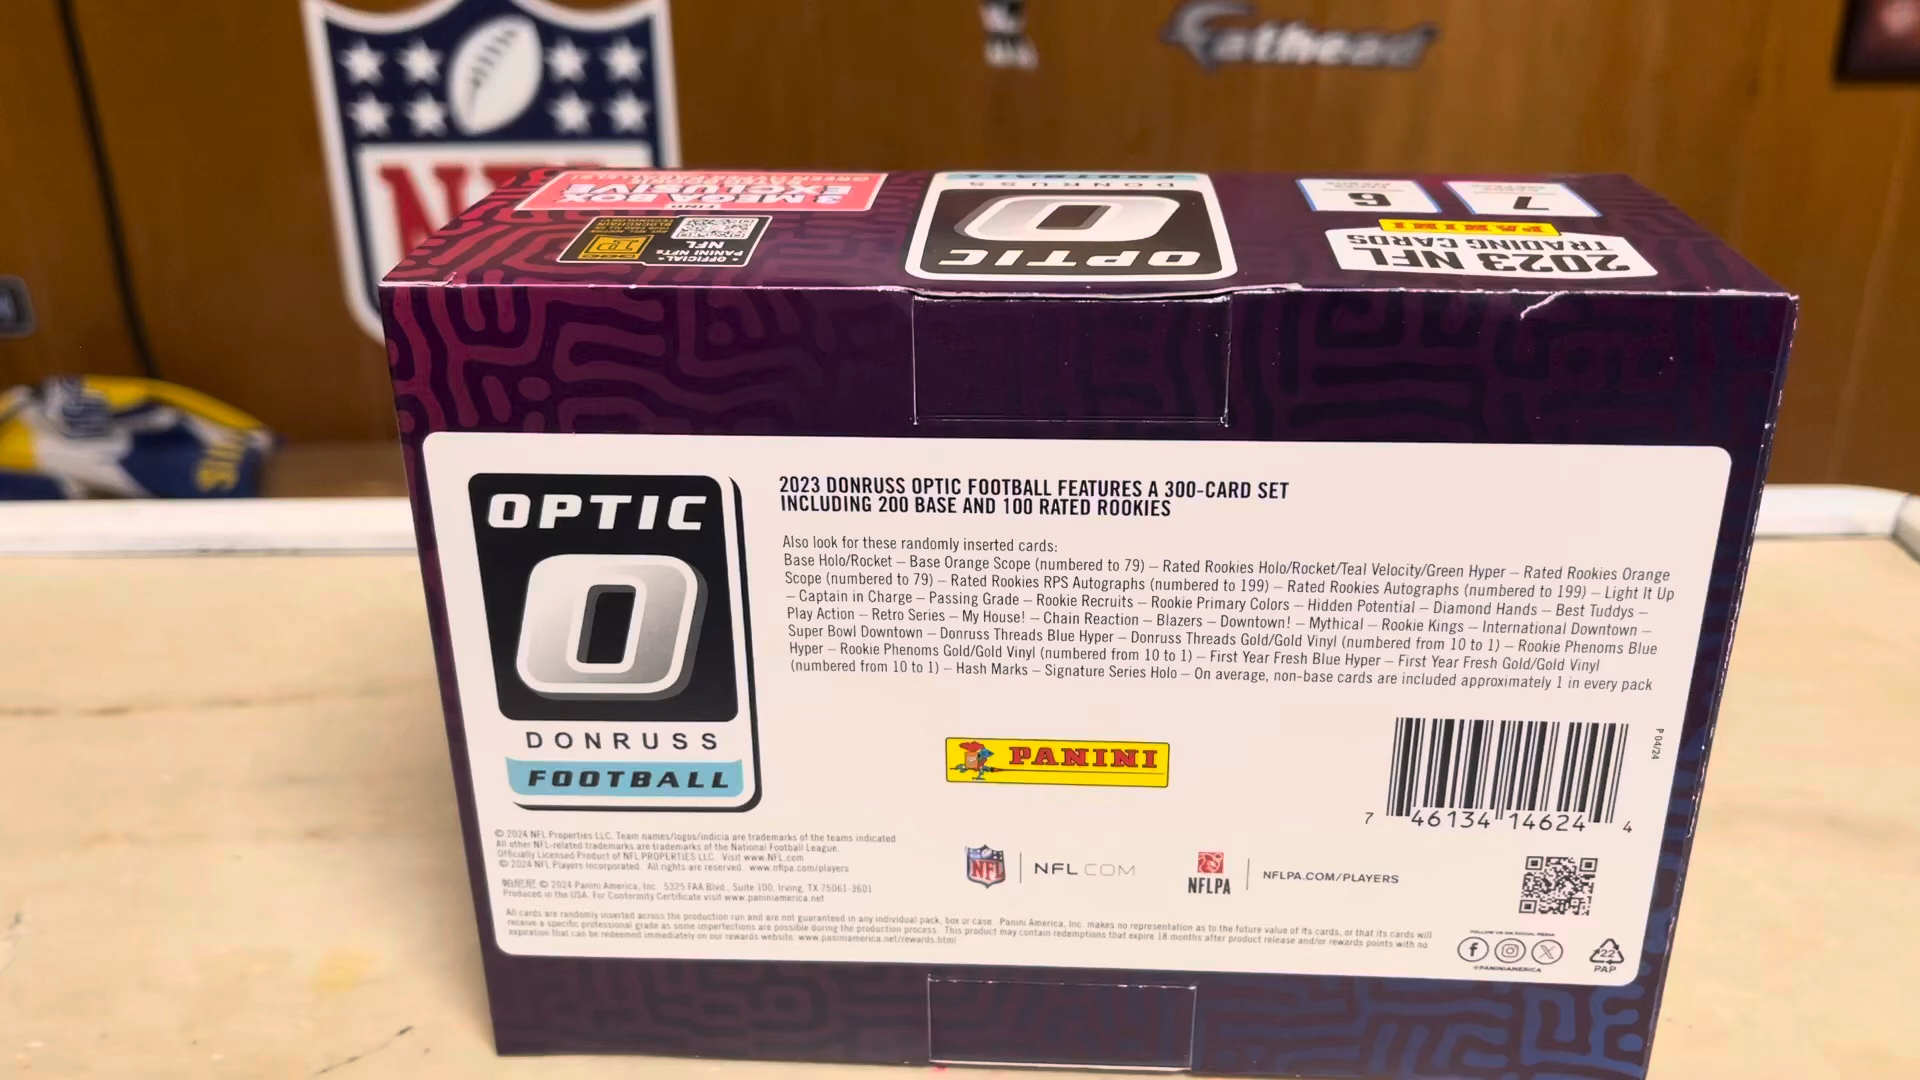 Fathead
NFL
3 MEGA BOX
EXCLUSIVE
FIND
OFFICIAL
PANINI NFTs
NFL
DONRUSS
OPTIC
7
6
PANINI
2023 NFL
TRADING CARDS
OPTIC
DONRUSS
FOOTBALL
2023 DONRUSS OPTIC FOOTBALL FEATURES A 300-CARD SET
INCLUDING 200 BASE AND 100 RATED ROOKIES
Also look for these randomly inserted cards:
Base Holo/Rocket – Base Orange Scope (numbered to 79) – Rated Rookies Holo/Rocket/Teal Velocity/Green Hyper – Rated Rookies Orange
Scope (numbered to 79) – Rated Rookies RPS Autographs (numbered to 199) – Rated Rookies Autographs (numbered to 199) – Light It Up
– Captain in Charge – Passing Grade – Rookie Recruits – Rookie Primary Colors – Hidden Potential – Diamond Hands – Best Tuddys –
Play Action – Retro Series – My House! – Chain Reaction – Blazers – Downtown! – Mythical – Rookie Kings – International Downtown –
Super Bowl Downtown – Donruss Threads Blue Hyper – Donruss Threads Gold/Gold Vinyl (numbered from 10 to 1) – Rookie Phenoms Blue
Hyper – Rookie Phenoms Gold/Gold Vinyl (numbered from 10 to 1) – First Year Fresh Blue Hyper – First Year Fresh Gold/Gold Vinyl
(numbered from 10 to 1) – Hash Marks – Signature Series Holo – On average, non-base cards are included approximately 1 in every pack
PANINI
P 04/24
7 46134 14624 4
© 2024 NFL Properties LLC. Team names/logos/indicia are trademarks of the teams indicated
All other NFL-related trademarks are trademarks of the National Football League.
Officially Licensed Product of NFL PROPERTIES LLC. Visit www.NFL.com
© 2024 NFL Players Incorporated. All rights are reserved. www.nflpa.com/players
帕尼尼 © 2024 Panini America, Inc. 5325 FAA Blvd., Suite 100, Irving, TX 75061-3601
Produced in the USA. For Conformity Certificate visit www.paniniamerica.net
NFL
NFL.COM
NFLPA
NFLPA.COM/PLAYERS
All cards are randomly inserted across the production run and are not guaranteed in any individual pack, box or case. Panini America, Inc. makes no representation as to the future value of its cards, or that its cards will
receive a specific professional grade as some imperfections are possible during the production process. This product may contain redemptions that expire 18 months after product release and/or rewards points with no
expiration that can be redeemed immediately on our rewards website. www.paniniamerica.net/rewards.html
FOLLOW US ON SOCIAL MEDIA
@PANINIAMERICA
22
PAP